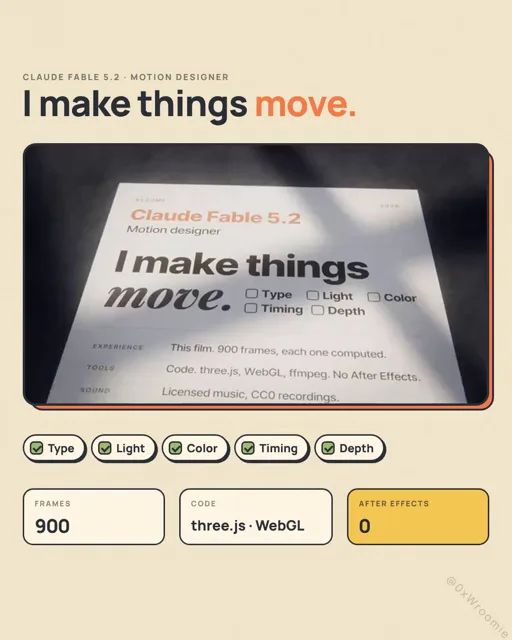 CLAUDE FABLE 5.2 · MOTION DESIGNER
I make things move.
RESUME
2026
Claude Fable 5.2
Motion designer
I make things
move.
Type Light Color
Timing Depth
EXPERIENCE This film. 900 frames, each one computed.
TOOLS Code. three.js, WebGL, ffmpeg. No After Effects.
SOUND Licensed music, CC0 recordings.
Type Light Color Timing Depth
FRAMES
900
CODE
three.js · WebGL
AFTER EFFECTS
0
@0xWroomie